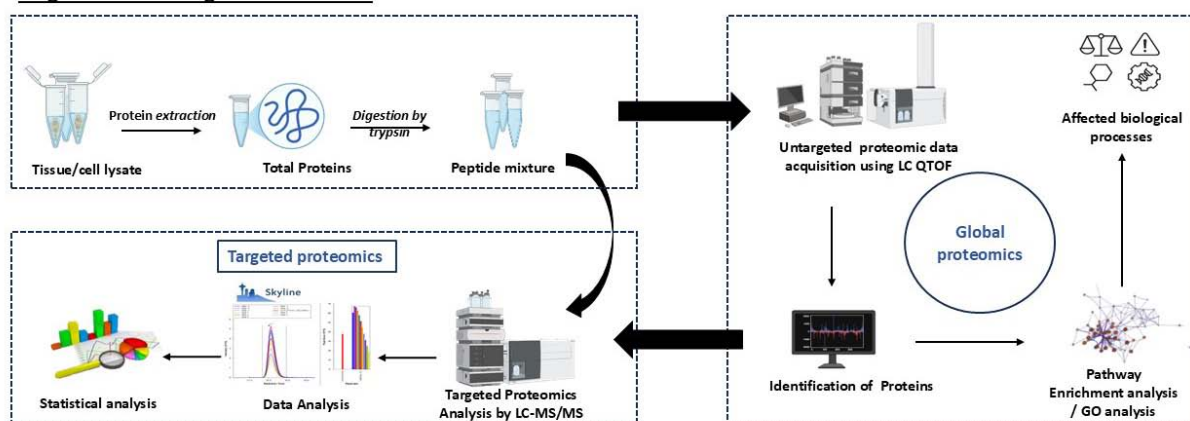 Protein extraction
Digestion by
trypsin
Tissue/cell lysate
Total Proteins
Peptide mixture
Untargeted proteomic data
acquisition using LC QTOF
Affected biological
processes
Global
proteomics
Identification of Proteins
Pathway
Enrichment analysis
/ GO analysis
Targeted proteomics
Skyline
Statistical analysis
Data Analysis
Targeted Proteomics
Analysis by LC-MS/MS